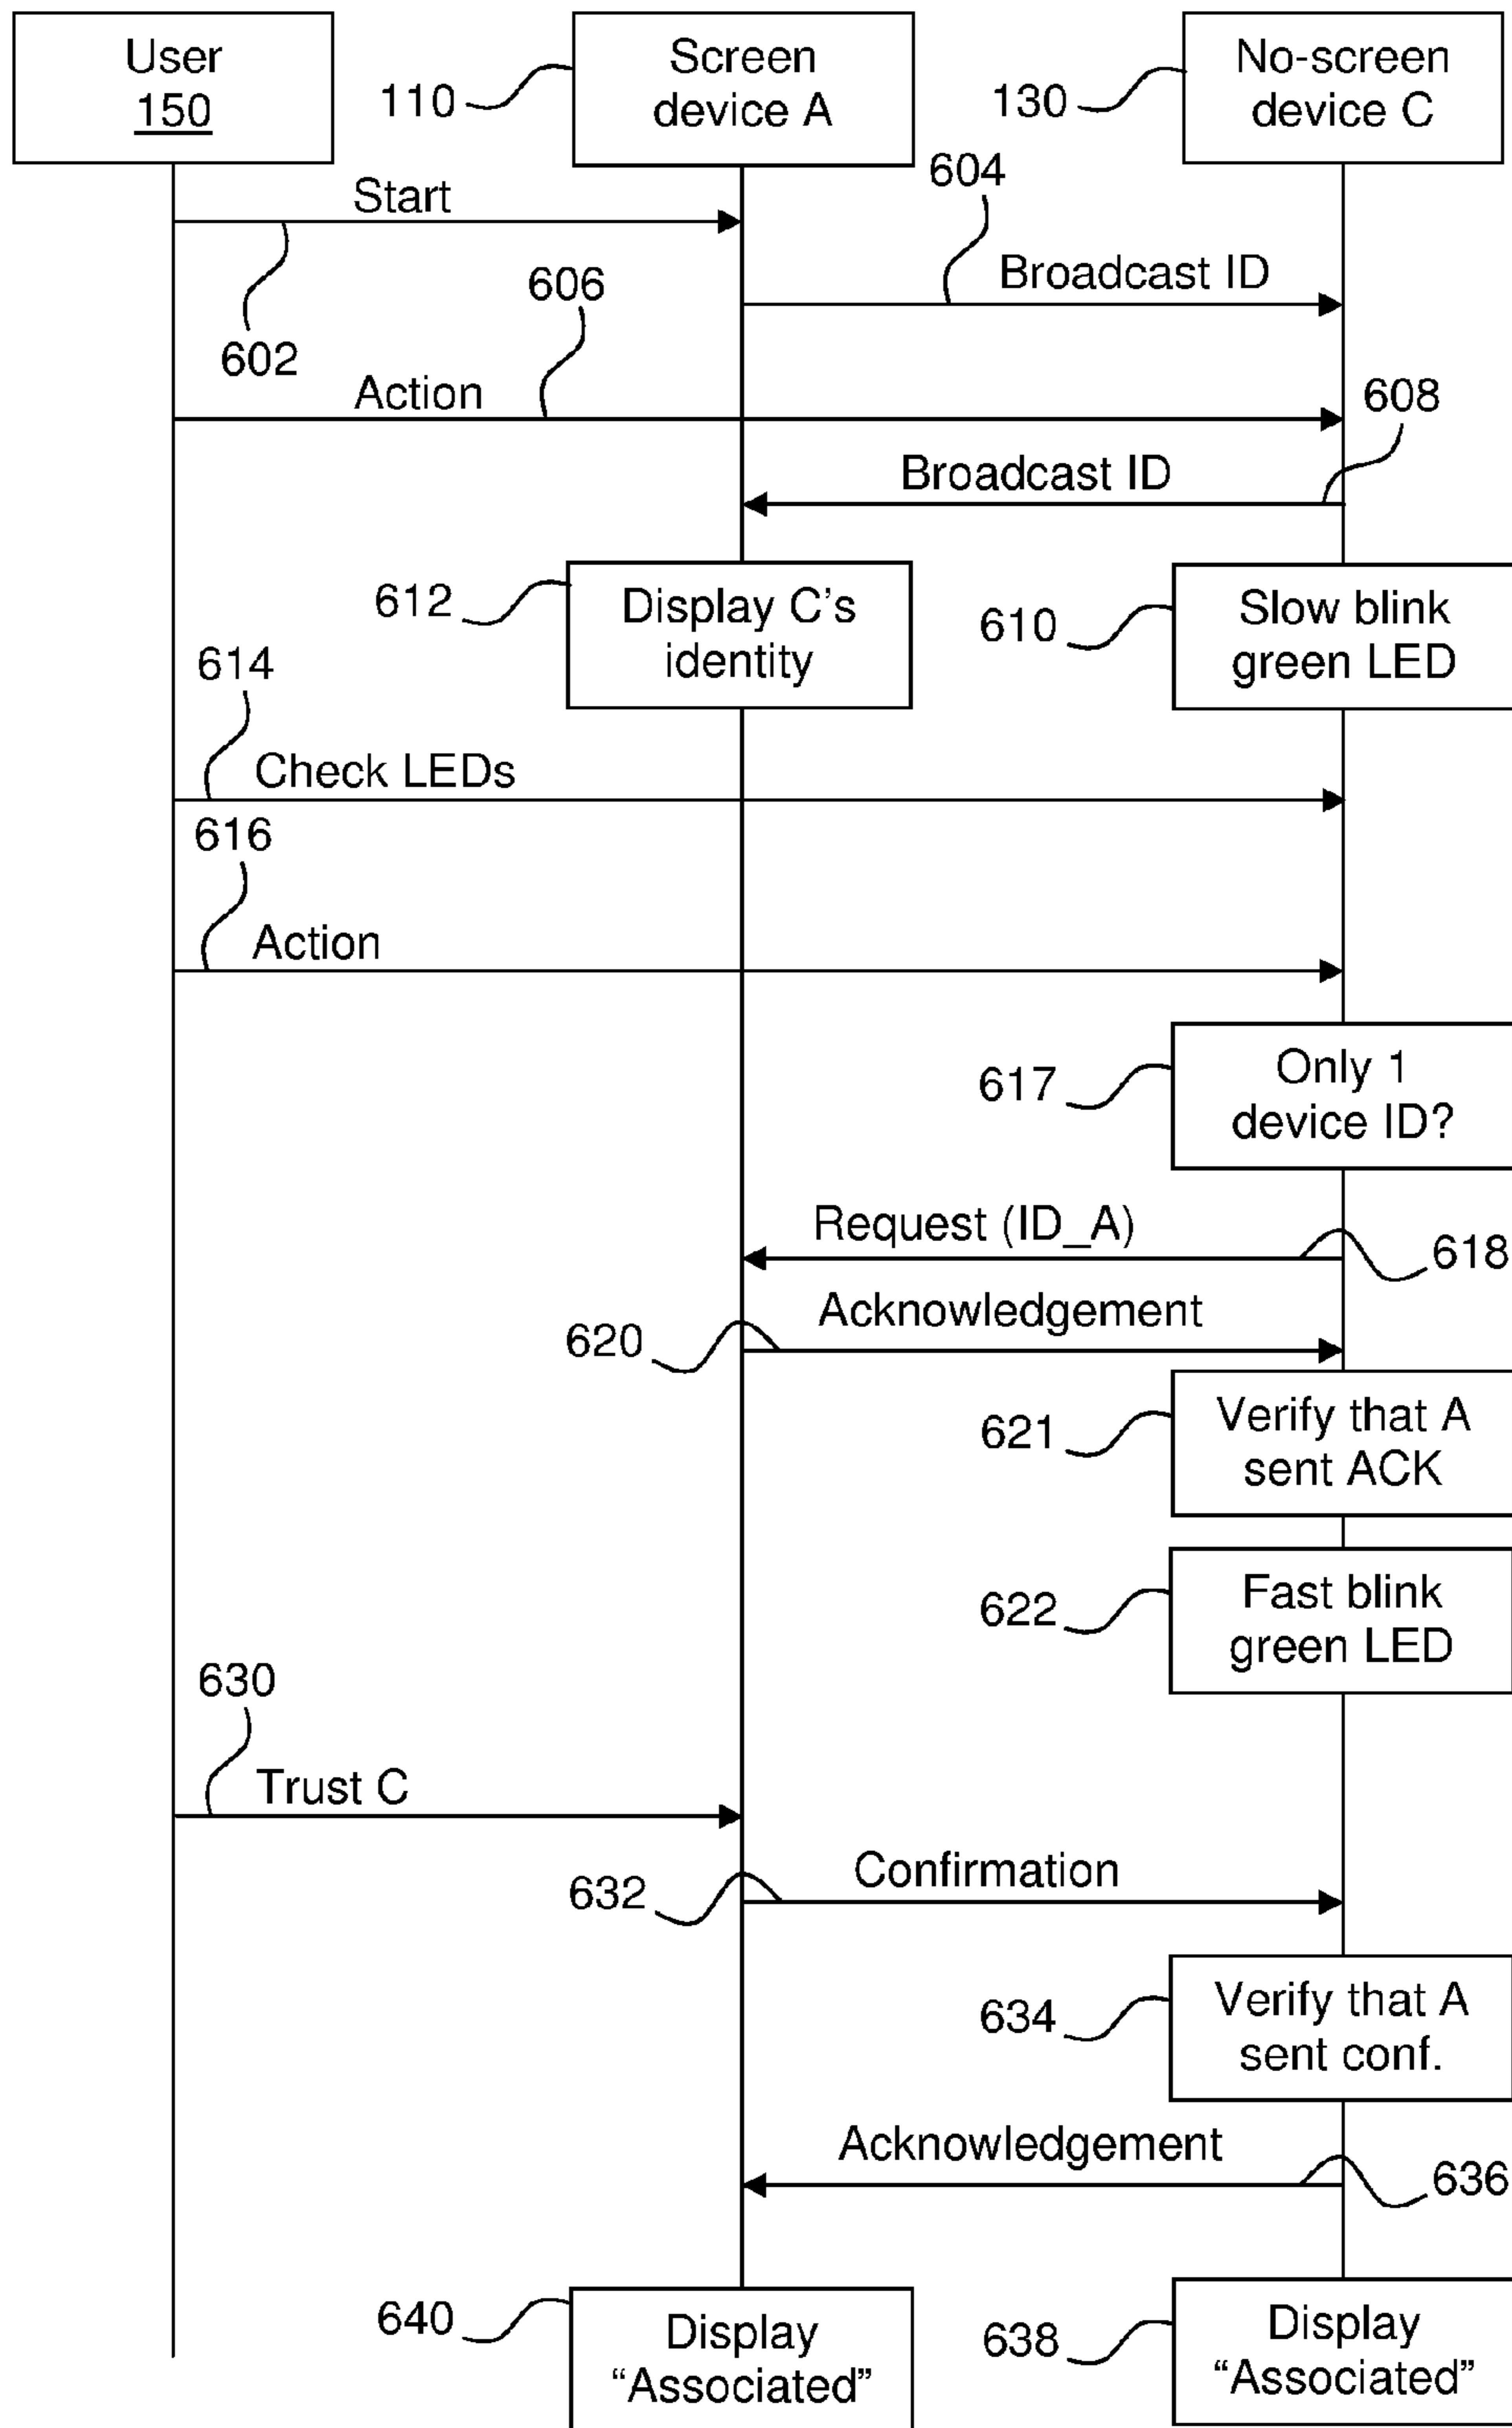 User
150
110
Screen
device A
130
No-screen
device C
Start
604
602
Broadcast ID
606
Action
608
Broadcast ID
612
Display C's
identity
610
Slow blink
green LED
614
Check LEDs
616
Action
617
Only 1
device ID?
Request (ID_A)
618
Acknowledgement
620
621
Verify that A
sent ACK
622
Fast blink
green LED
630
Trust C
632
Confirmation
634
Verify that A
sent conf.
Acknowledgement
636
640
Display
“Associated”
638
Display
“Associated”